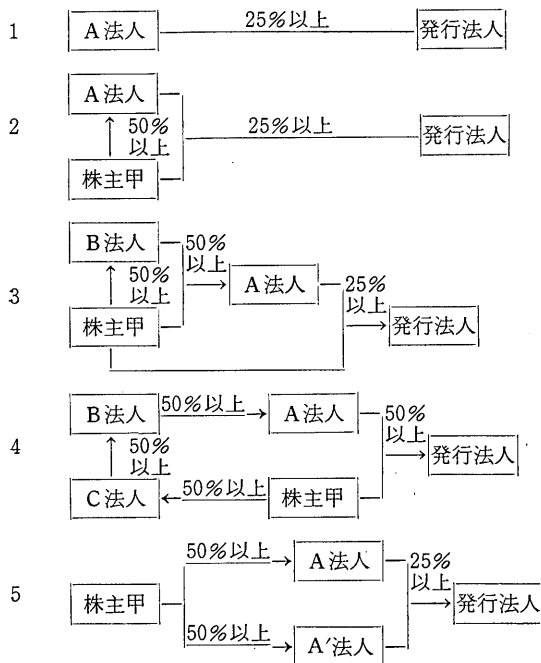 1 A法人 25%以上 発行法人
2 A法人
50%以上 25%以上 発行法人
株主甲
3 B法人 50%以上
50%以上 A法人 25%以上
株主甲 発行法人
4 B法人 50%以上 A法人 50%以上
50%以上 発行法人
C法人 50%以上 株主甲
5 50%以上 A法人 25%以上
株主甲 発行法人
50%以上 A′法人